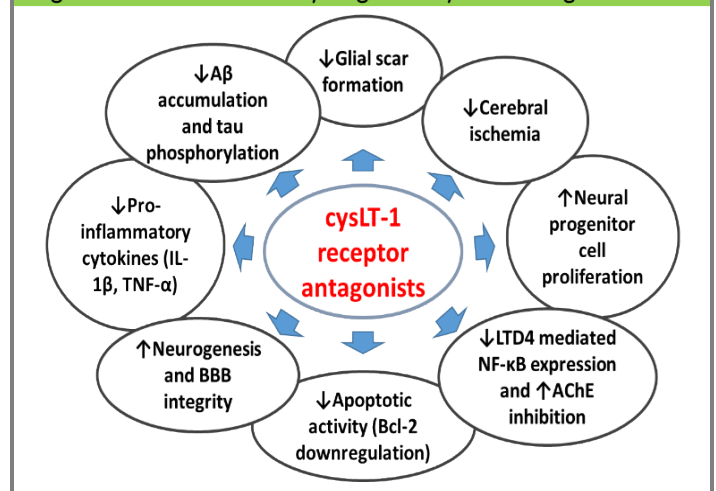 ↓Glial scar
formation
↓Aβ
accumulation
and tau
phosphorylation
↓Cerebral
ischemia
↓Pro-
inflammatory
cytokines (IL-
1β, TNF-α)
cysLT-1
receptor
antagonists
↑Neural
progenitor
cell
proliferation
↑Neurogenesis
and BBB
integrity
↓Apoptotic
activity (Bcl-2
downregulation)
↓LTD4 mediated
NF-κB expression
and ↑AChE
inhibition